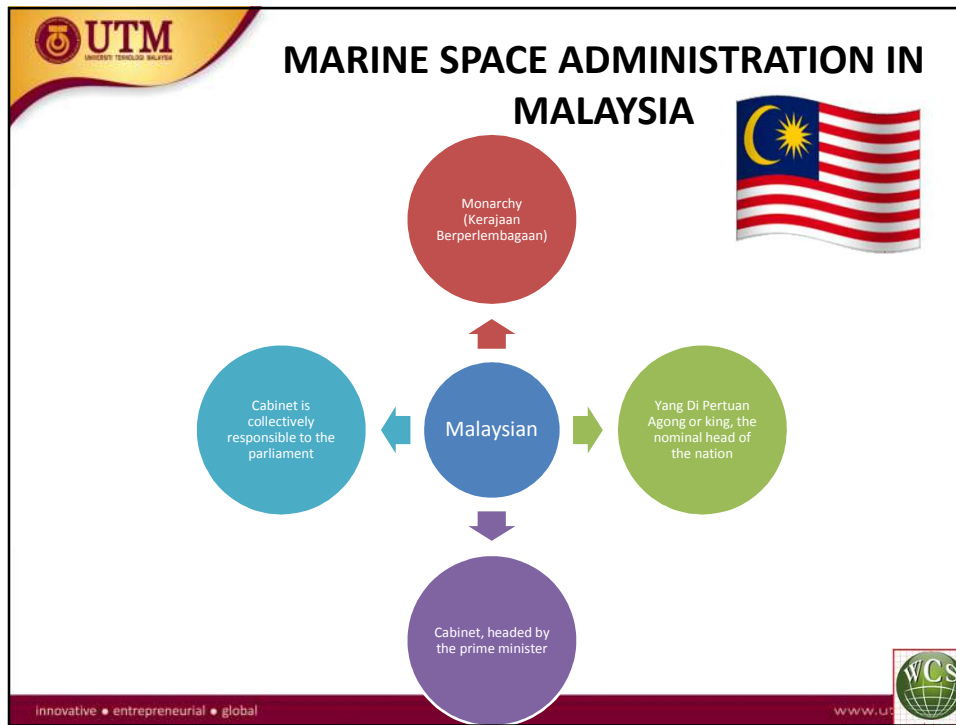 UTM
UNIVERSITI TEKNOLOGI MALAYSIA
MARINE SPACE ADMINISTRATION IN
MALAYSIA
Monarchy
(Kerajaan
Berperlembagaan)
Cabinet is
collectively
responsible to the
parliament
Malaysian
Yang Di Pertuan
Agong or king, the
nominal head of
the nation
Cabinet, headed by
the prime minister
innovative ● entrepreneurial ● global
www.ut
WCS